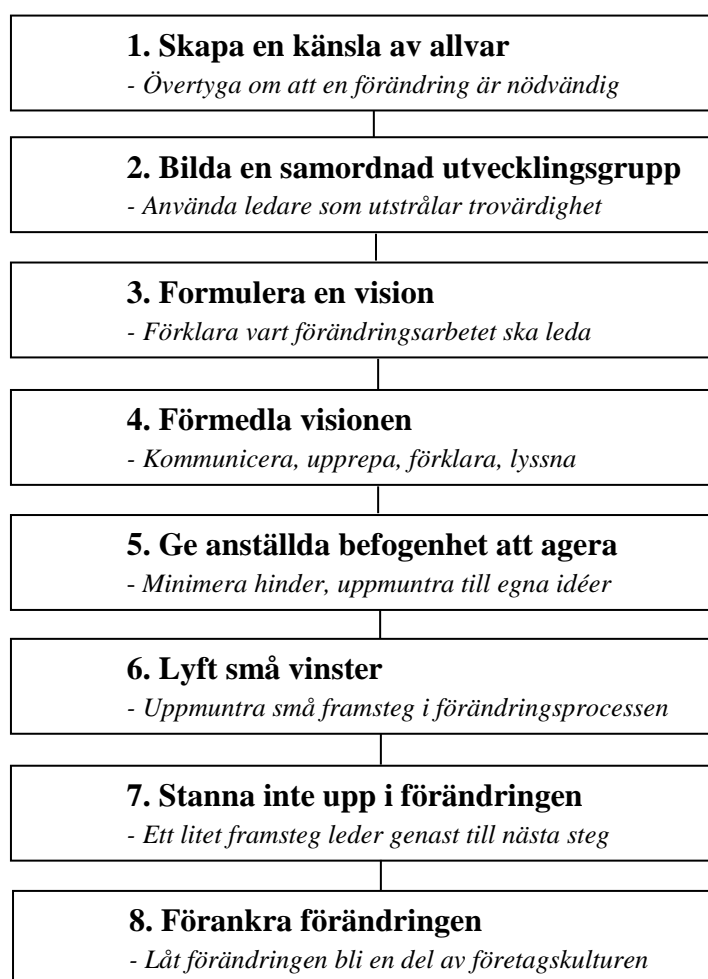 1. Skapa en känsla av allvar
- Övertyga om att en förändring är nödvändig
2. Bilda en samordnad utvecklingsgrupp
- Använda ledare som utstrålar trovärdighet
3. Formulera en vision
- Förklara vart förändringsarbetet ska leda
4. Förmedla visionen
- Kommunicera, upprepa, förklara, lyssna
5. Ge anställda befogenhet att agera
- Minimera hinder, uppmuntra till egna idéer
6. Lyft små vinster
- Uppmuntra små framsteg i förändringsprocessen
7. Stanna inte upp i förändringen
- Ett litet framsteg leder genast till nästa steg
8. Förankra förändringen
- Låt förändringen bli en del av företagskulturen